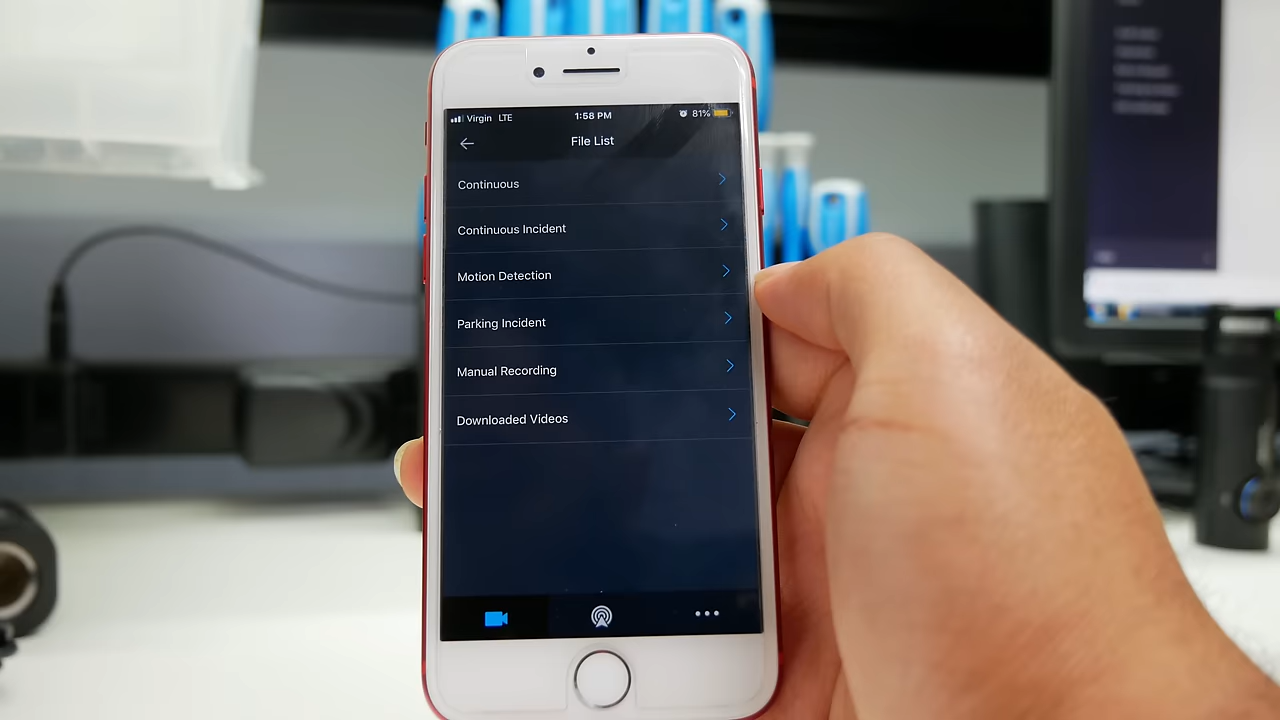 Virgin LTE 1:58 PM 81%
File List
Continuous
Continuous Incident
Motion Detection
Parking Incident
Manual Recording
Downloaded Videos